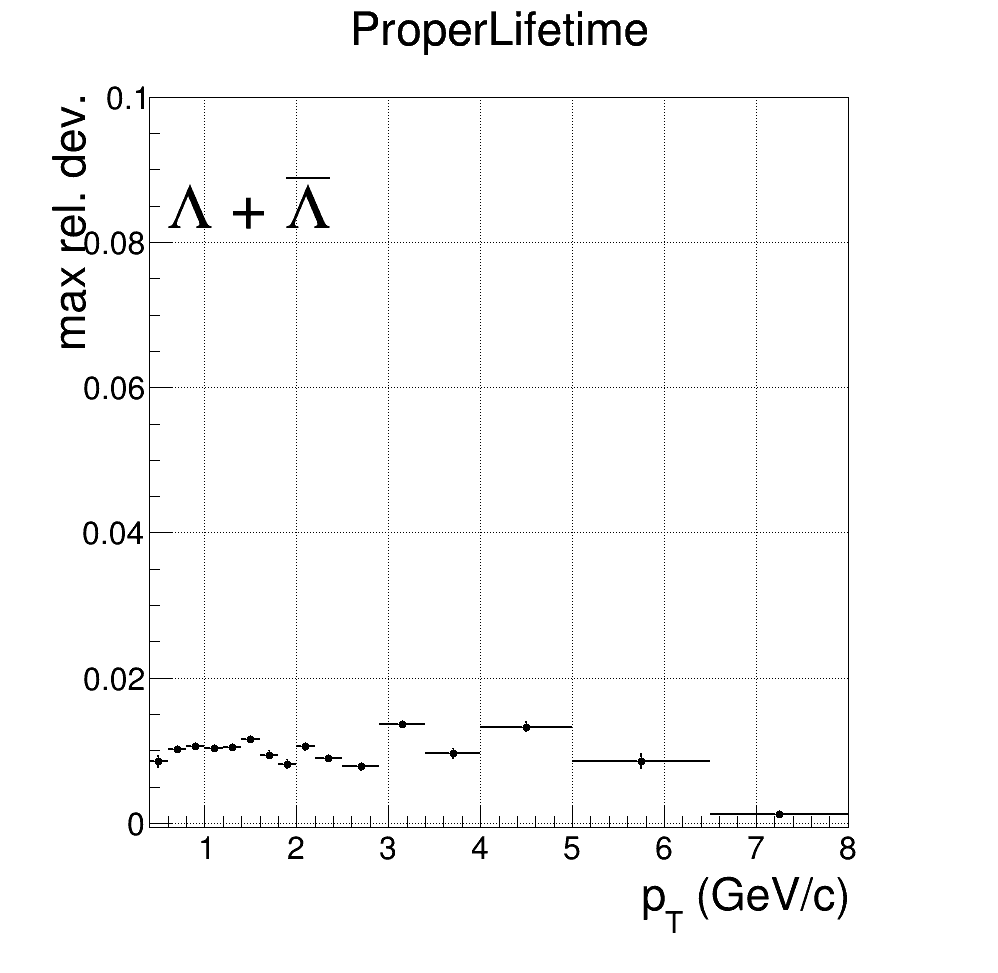 ProperLifetime
max rel. dev.
0.1
0.08
0.06
0.04
0.02
0
Λ + Λ̅
1 2 3 4 5 6 7 8
p_T (GeV/c)